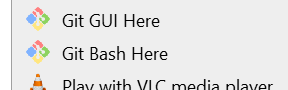 Git GUI Here
Git Bash Here
Play with VLC media player